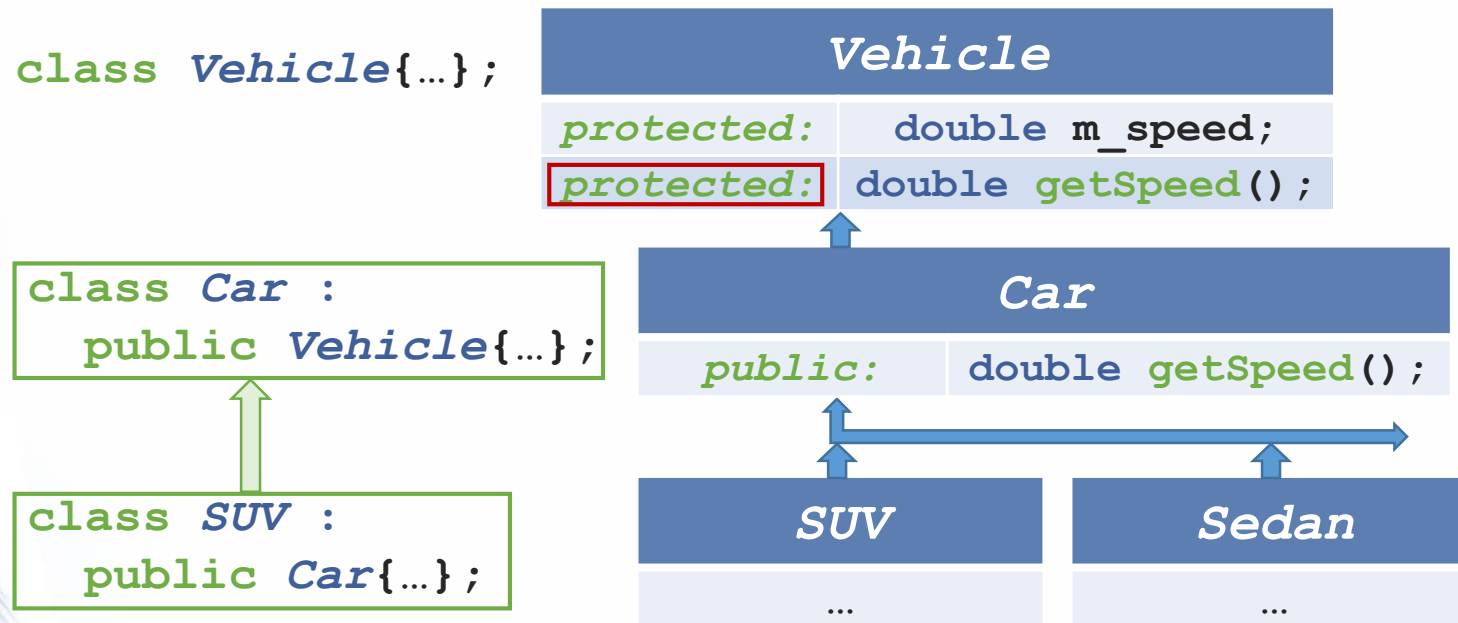 class Vehicle{…};
Vehicle
protected: double m_speed;
protected: double getSpeed();
class Car :
public Vehicle{…};
Car
public: double getSpeed();
class SUV :
public Car{…};
SUV
Sedan
…
…